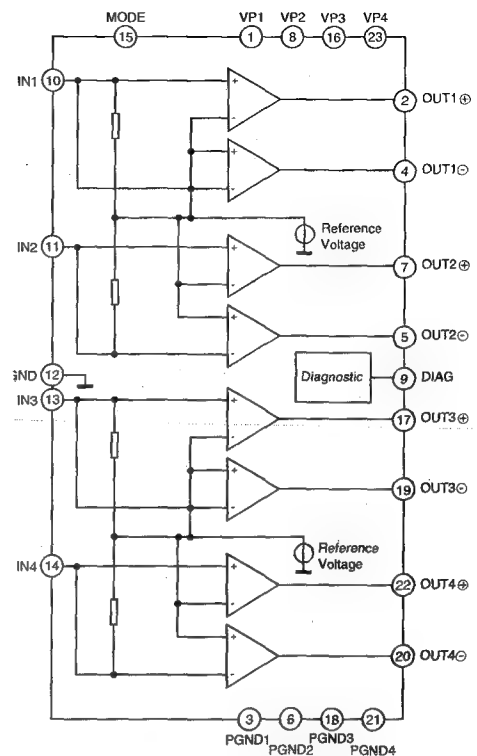 MODE VP1 VP2 VP3 VP4
15 1 8 16 23
IN1 10
+
-
2 OUT1⊕
+
-
4 OUT1⊖
Reference
Voltage
IN2 11
+
-
7 OUT2⊕
+
-
5 OUT2⊖
GND 12
Diagnostic
9 DIAG
IN3 13
+
-
17 OUT3⊕
+
-
19 OUT3⊖
Reference
Voltage
IN4 14
+
-
22 OUT4⊕
+
-
20 OUT4⊖
3 6 18 21
PGND1 PGND2 PGND3 PGND4